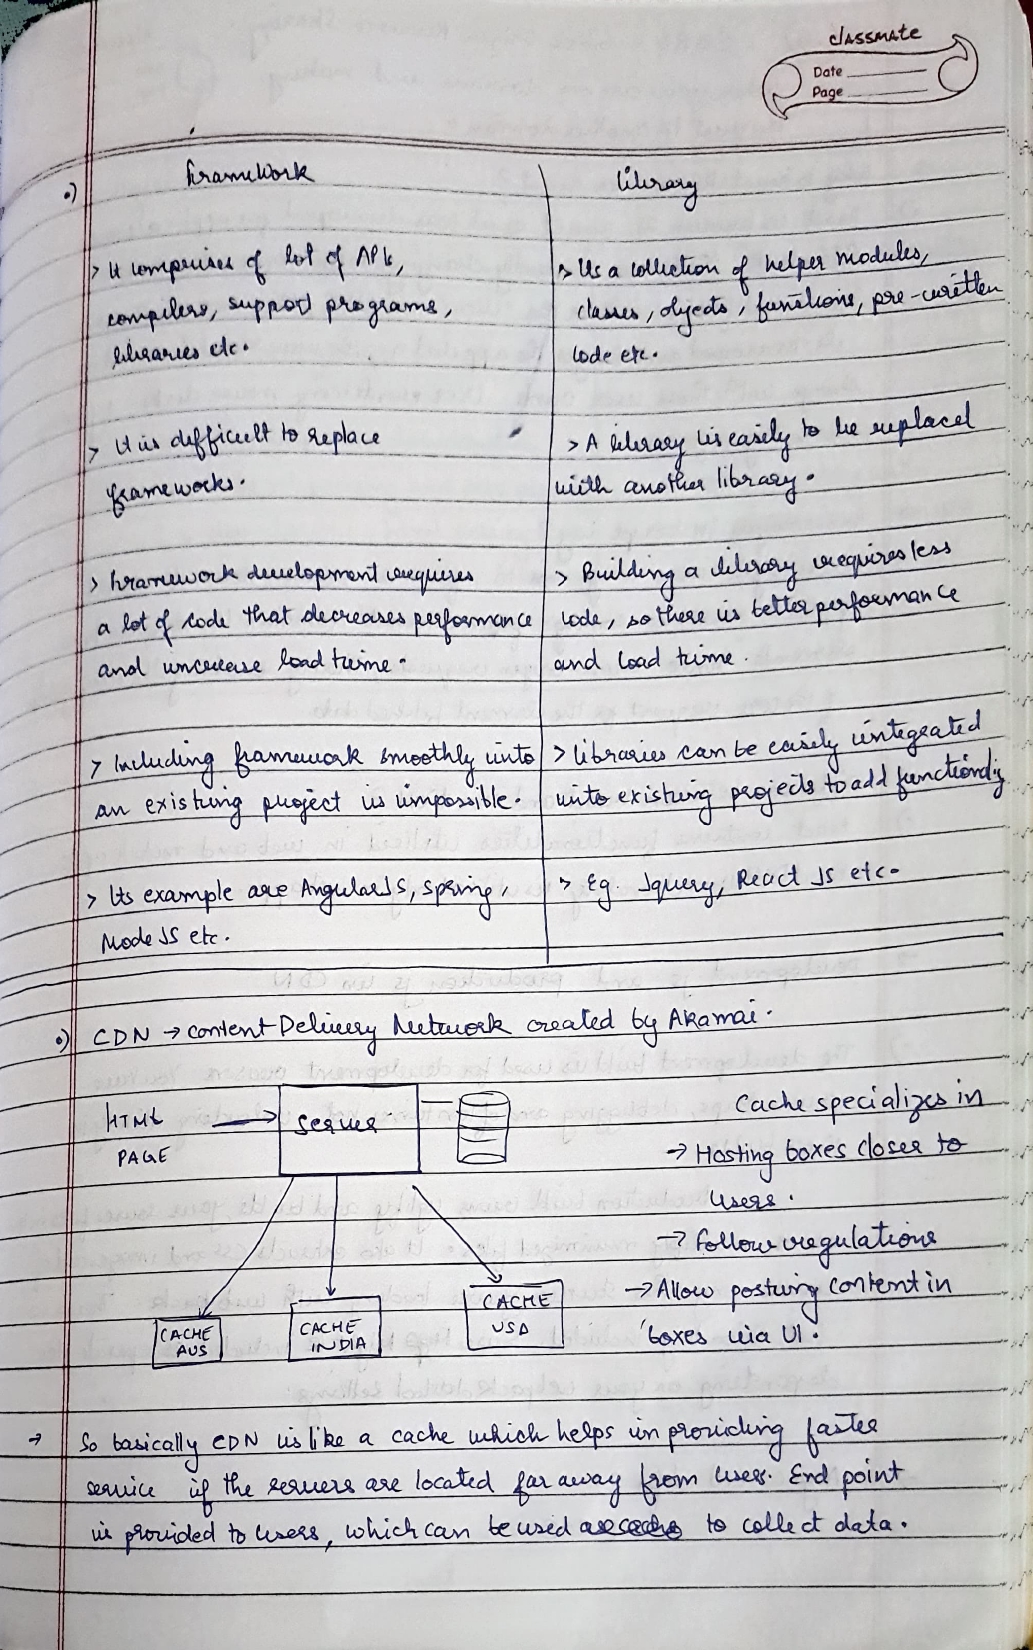 classmate
Date
Page
•)
Framework
Library
> It comprises of lot of APIs,
compilers, support programs,
libraries etc.
> Its a collection of helper modules,
classes, objects, functions, pre-written
code etc.
> It is difficult to replace
frameworks.
> A library is easily to be replaced
with another library.
> Framework development requires
a lot of code that decreases performance
and increase load time.
> Building a library requires less
code, so there is better performance
and load time.
> Including framework smoothly into
an existing project is impossible.
> libraries can be easily integrated
into existing projects to add
> Its example are AngularJS, spring,
Node JS etc.
> Eg. Jquery, React JS etc.
•) CDN → content Delivery Network created by Akamai.
HTML
PAGE
Server
CACHE
AUS
CACHE
INDIA
CACHE
USA
Cache specializes in
→ Hosting boxes closer to
users.
→ Follow regulations
→ Allow posting content in
boxes via UI.
→ So basically CDN is like a cache which helps in providing faster
service if the servers are located far away from user. End point
is provided to users, which can be used to collect data.